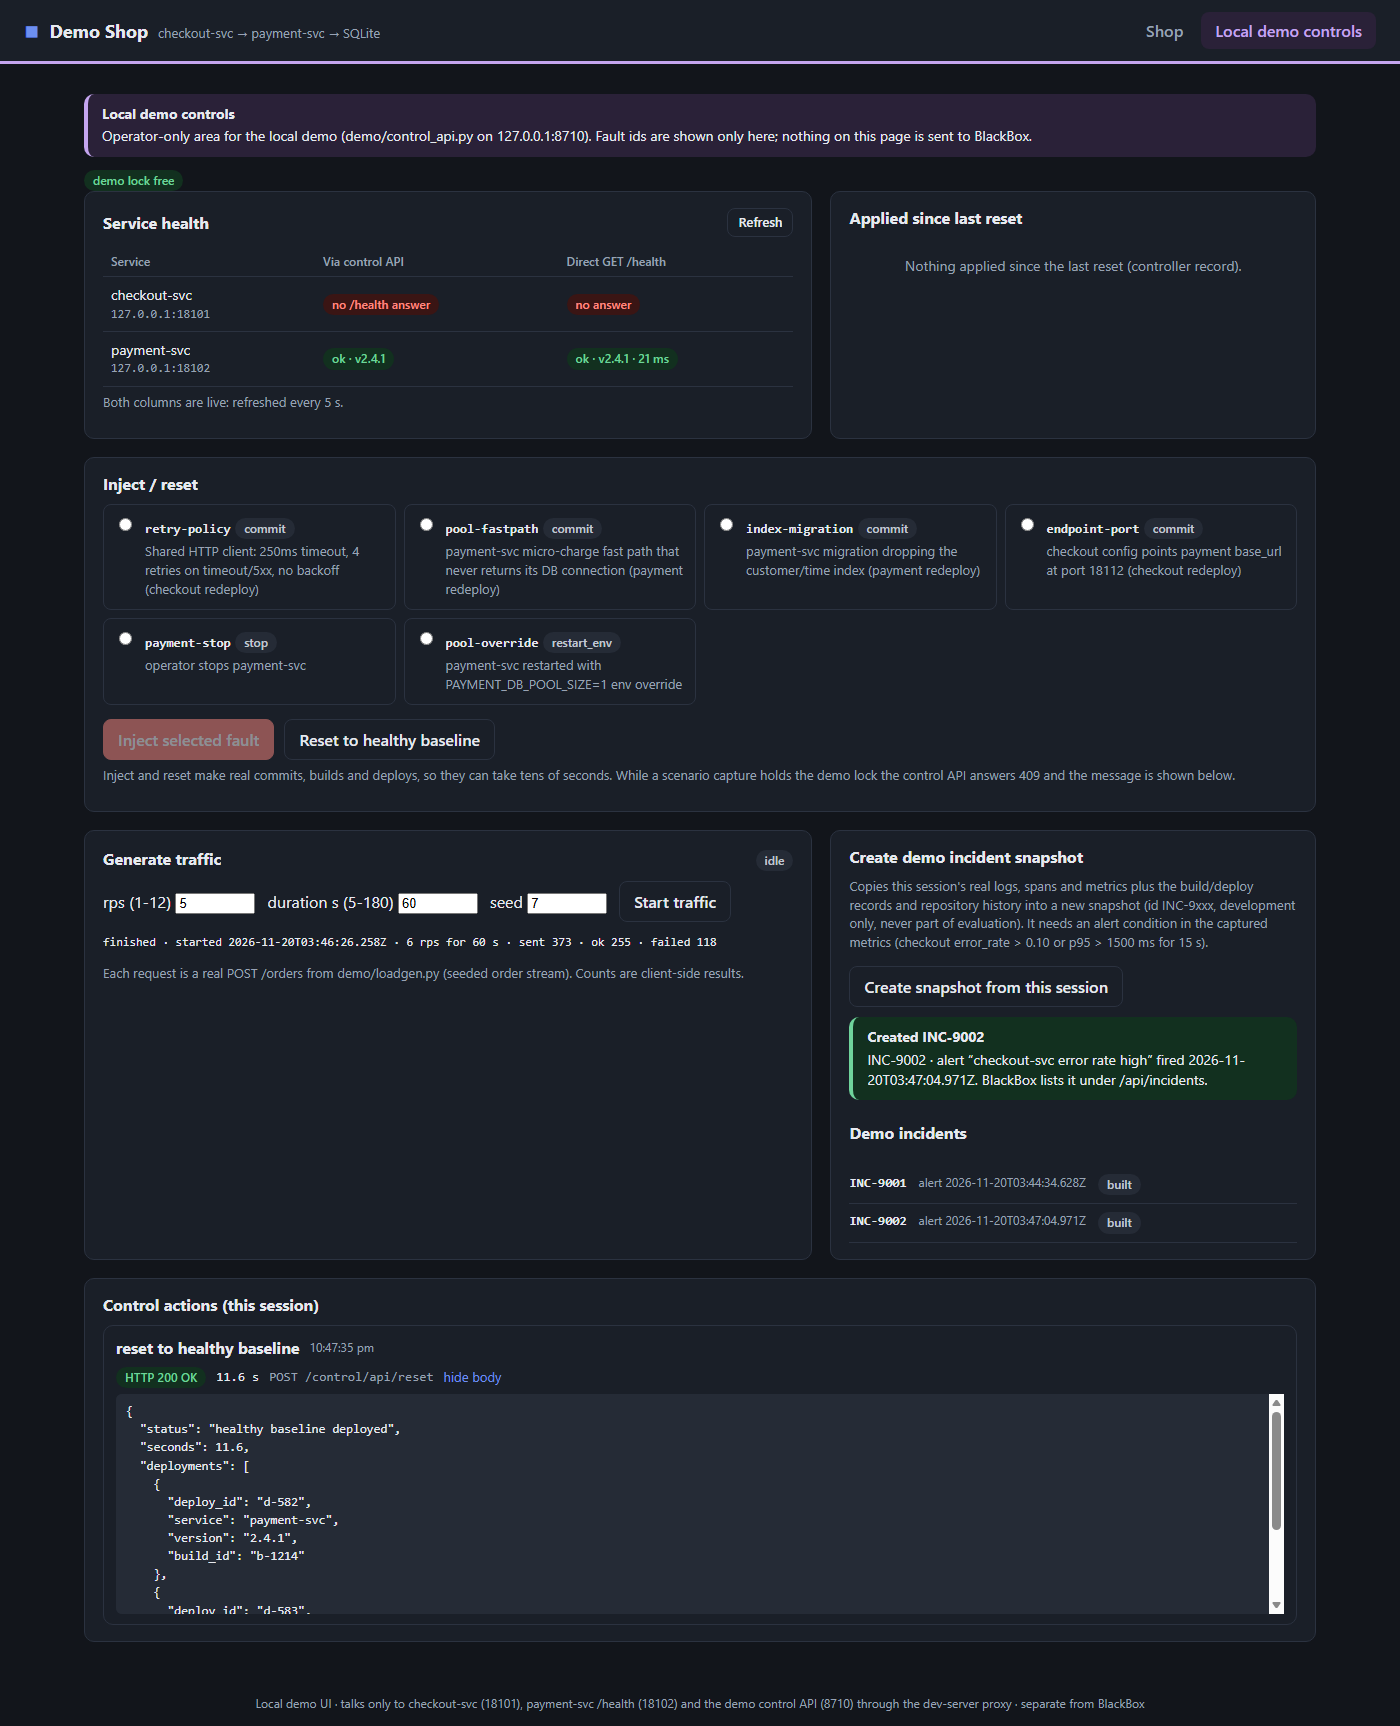 Demo Shop checkout-svc → payment-svc → SQLite
Shop
Local demo controls
Local demo controls
Operator-only area for the local demo (demo/control_api.py on 127.0.0.1:8710). Fault ids are shown only here; nothing on this page is sent to BlackBox.
demo lock free
Service health
Refresh
Service Via control API Direct GET /health
checkout-svc
127.0.0.1:18101
no /health answer
no answer
payment-svc
127.0.0.1:18102
ok · v2.4.1
ok · v2.4.1 · 21 ms
Both columns are live: refreshed every 5 s.
Applied since last reset
Nothing applied since the last reset (controller record).
Inject / reset
retry-policy commit
Shared HTTP client: 250ms timeout, 4
retries on timeout/5xx, no backoff
(checkout redeploy)
pool-fastpath commit
payment-svc micro-charge fast path that
never returns its DB connection (payment
redeploy)
index-migration commit
payment-svc migration dropping the
customer/time index (payment redeploy)
endpoint-port commit
checkout config points payment base_url
at port 18112 (checkout redeploy)
payment-stop stop
operator stops payment-svc
pool-override restart_env
payment-svc restarted with
PAYMENT_DB_POOL_SIZE=1 env override
Inject selected fault
Reset to healthy baseline
Inject and reset make real commits, builds and deploys, so they can take tens of seconds. While a scenario capture holds the demo lock the control API answers 409 and the message is shown below.
Generate traffic
idle
rps (1-12) 5 duration s (5-180) 60 seed 7 Start traffic
finished · started 2026-11-20T03:46:26.258Z · 6 rps for 60 s · sent 373 · ok 255 · failed 118
Each request is a real POST /orders from demo/loadgen.py (seeded order stream). Counts are client-side results.
Create demo incident snapshot
Copies this session's real logs, spans and metrics plus the build/deploy
records and repository history into a new snapshot (id INC-9xxx, development
only, never part of evaluation). It needs an alert condition in the captured
metrics (checkout error_rate > 0.10 or p95 > 1500 ms for 15 s).
Create snapshot from this session
Created INC-9002
INC-9002 · alert “checkout-svc error rate high” fired 2026-11-
20T03:47:04.971Z. BlackBox lists it under /api/incidents.
Demo incidents
INC-9001 alert 2026-11-20T03:44:34.628Z built
INC-9002 alert 2026-11-20T03:47:04.971Z built
Control actions (this session)
reset to healthy baseline 10:47:35 pm
HTTP 200 OK 11.6 s POST /control/api/reset hide body
{
"status": "healthy baseline deployed",
"seconds": 11.6,
"deployments": [
{
"deploy_id": "d-582",
"service": "payment-svc",
"version": "2.4.1",
"build_id": "b-1214"
},
{
"deploy_id": "d-583",
Local demo UI · talks only to checkout-svc (18101), payment-svc /health (18102) and the demo control API (8710) through the dev-server proxy · separate from BlackBox